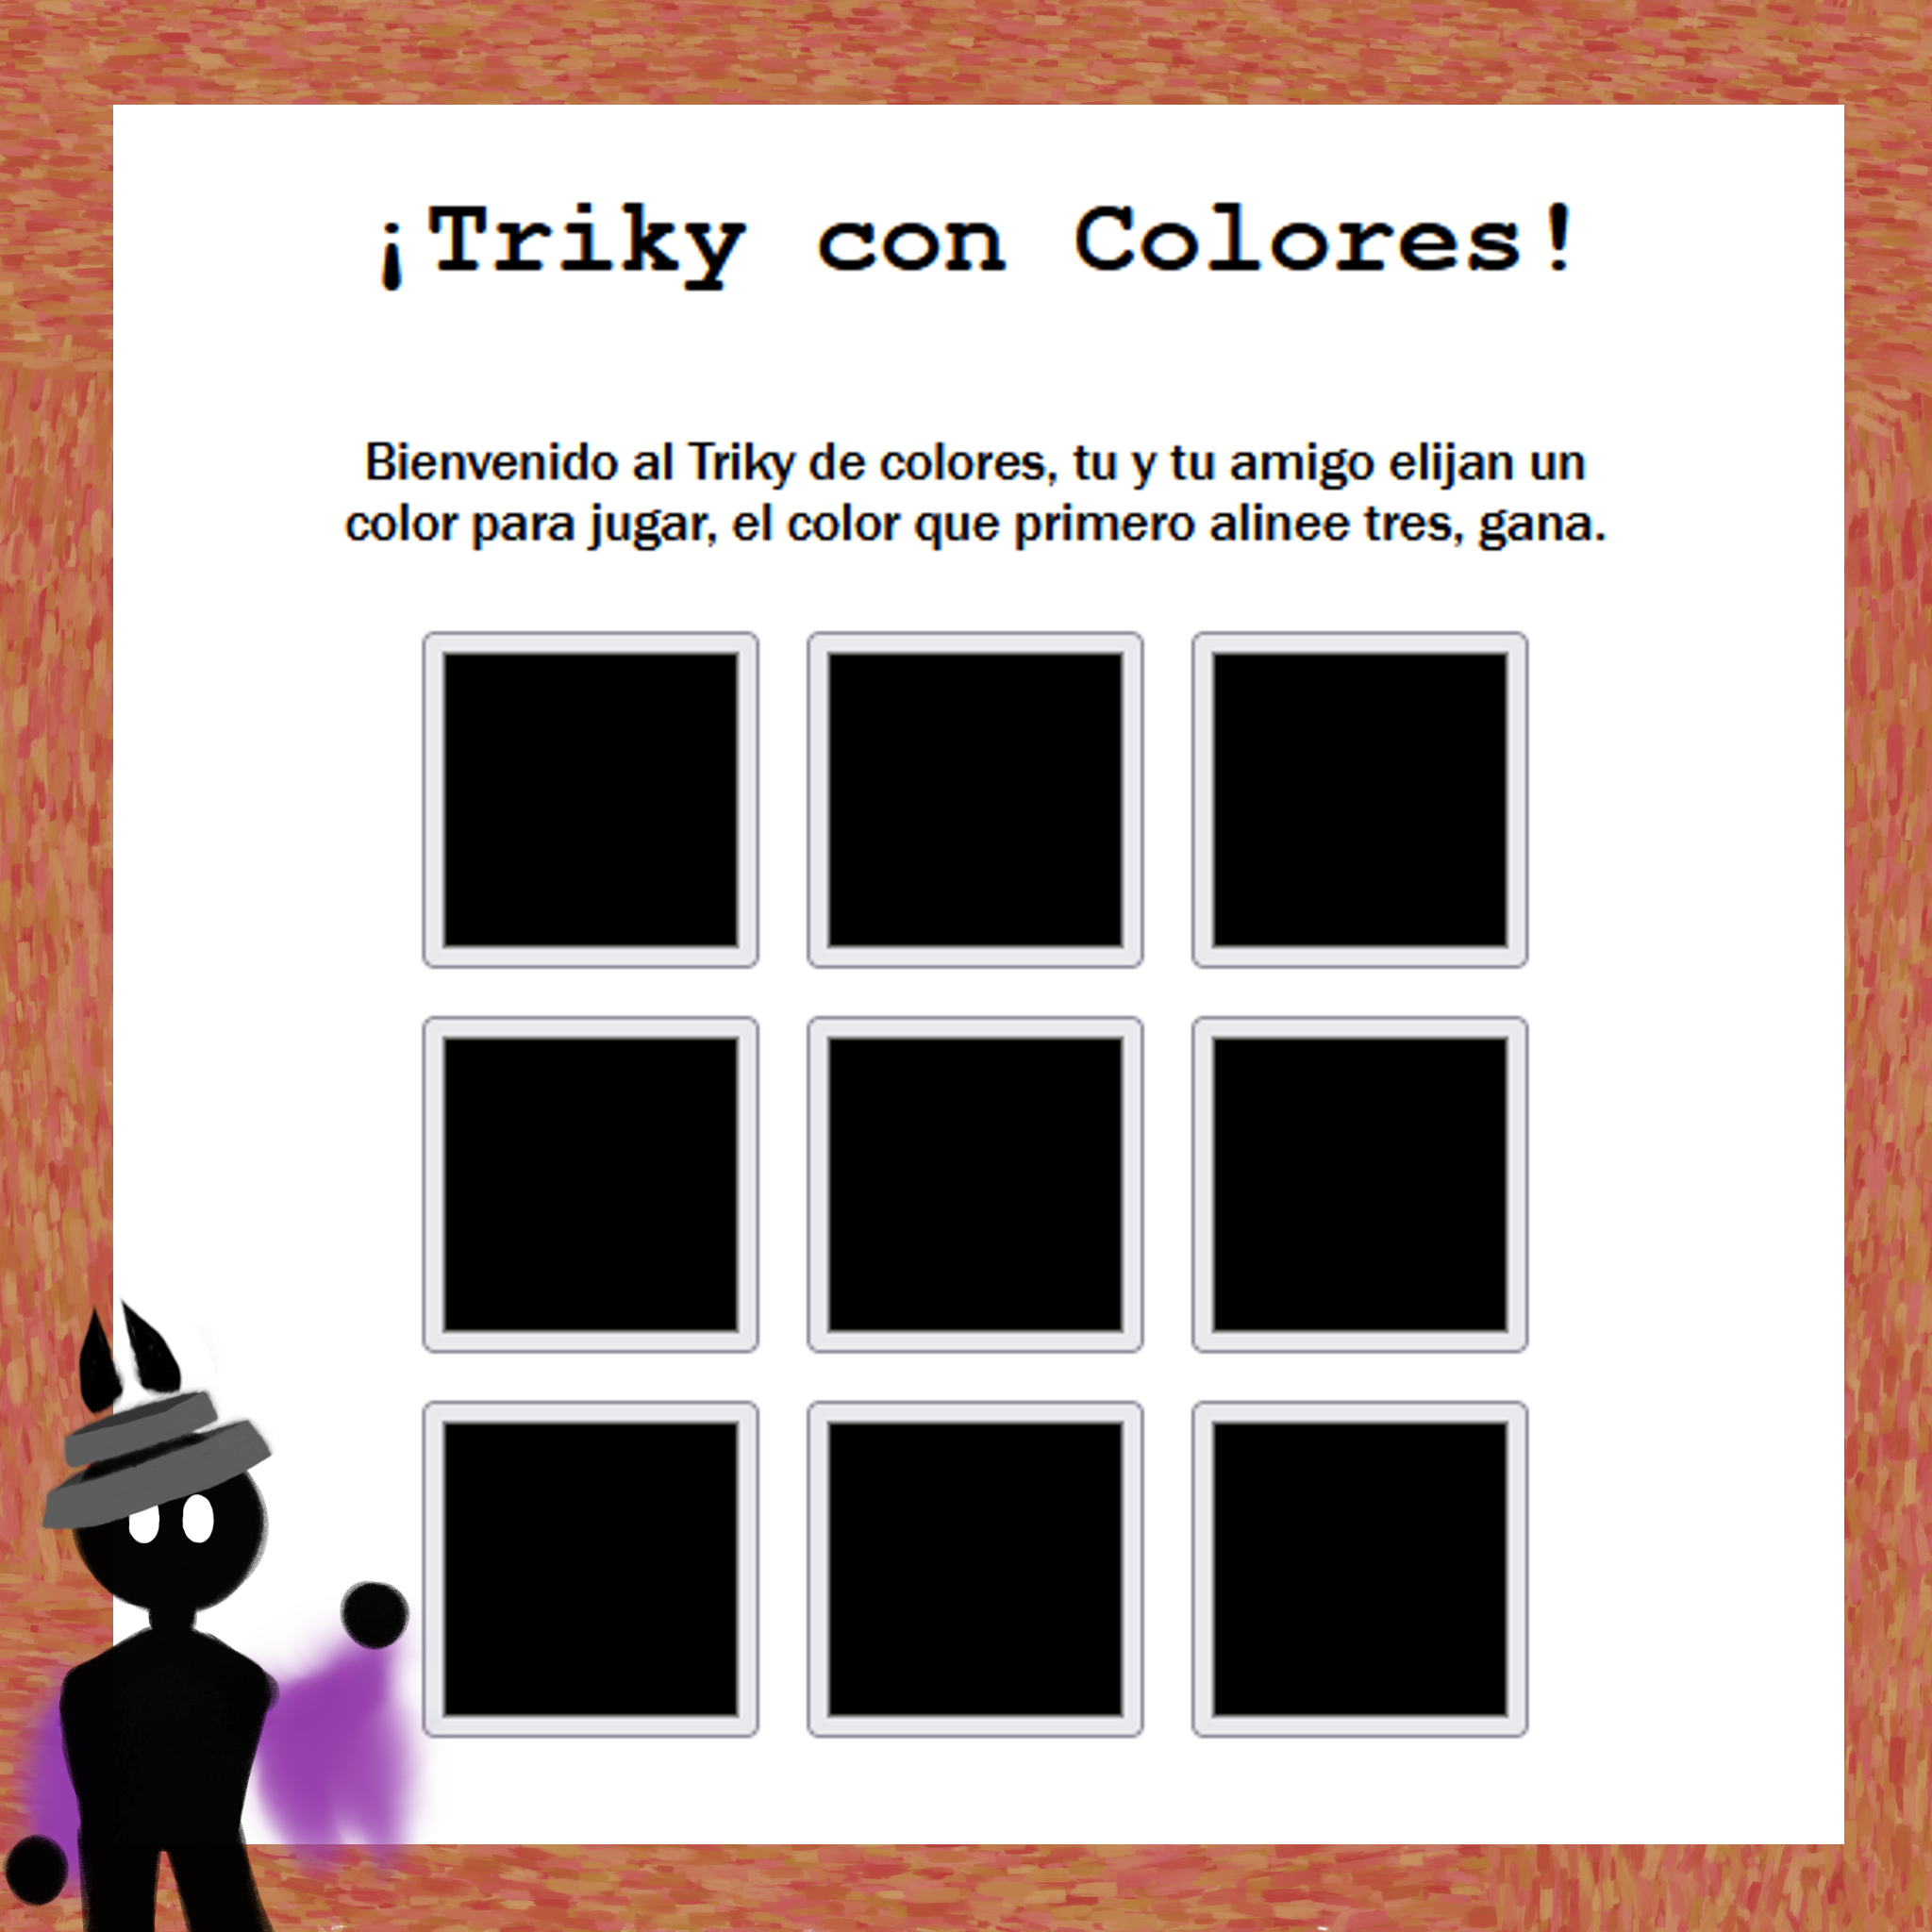 ¡Triky con Colores!
Bienvenido al Triky de colores, tu y tu amigo elijan un
color para jugar, el color que primero alinee tres, gana.